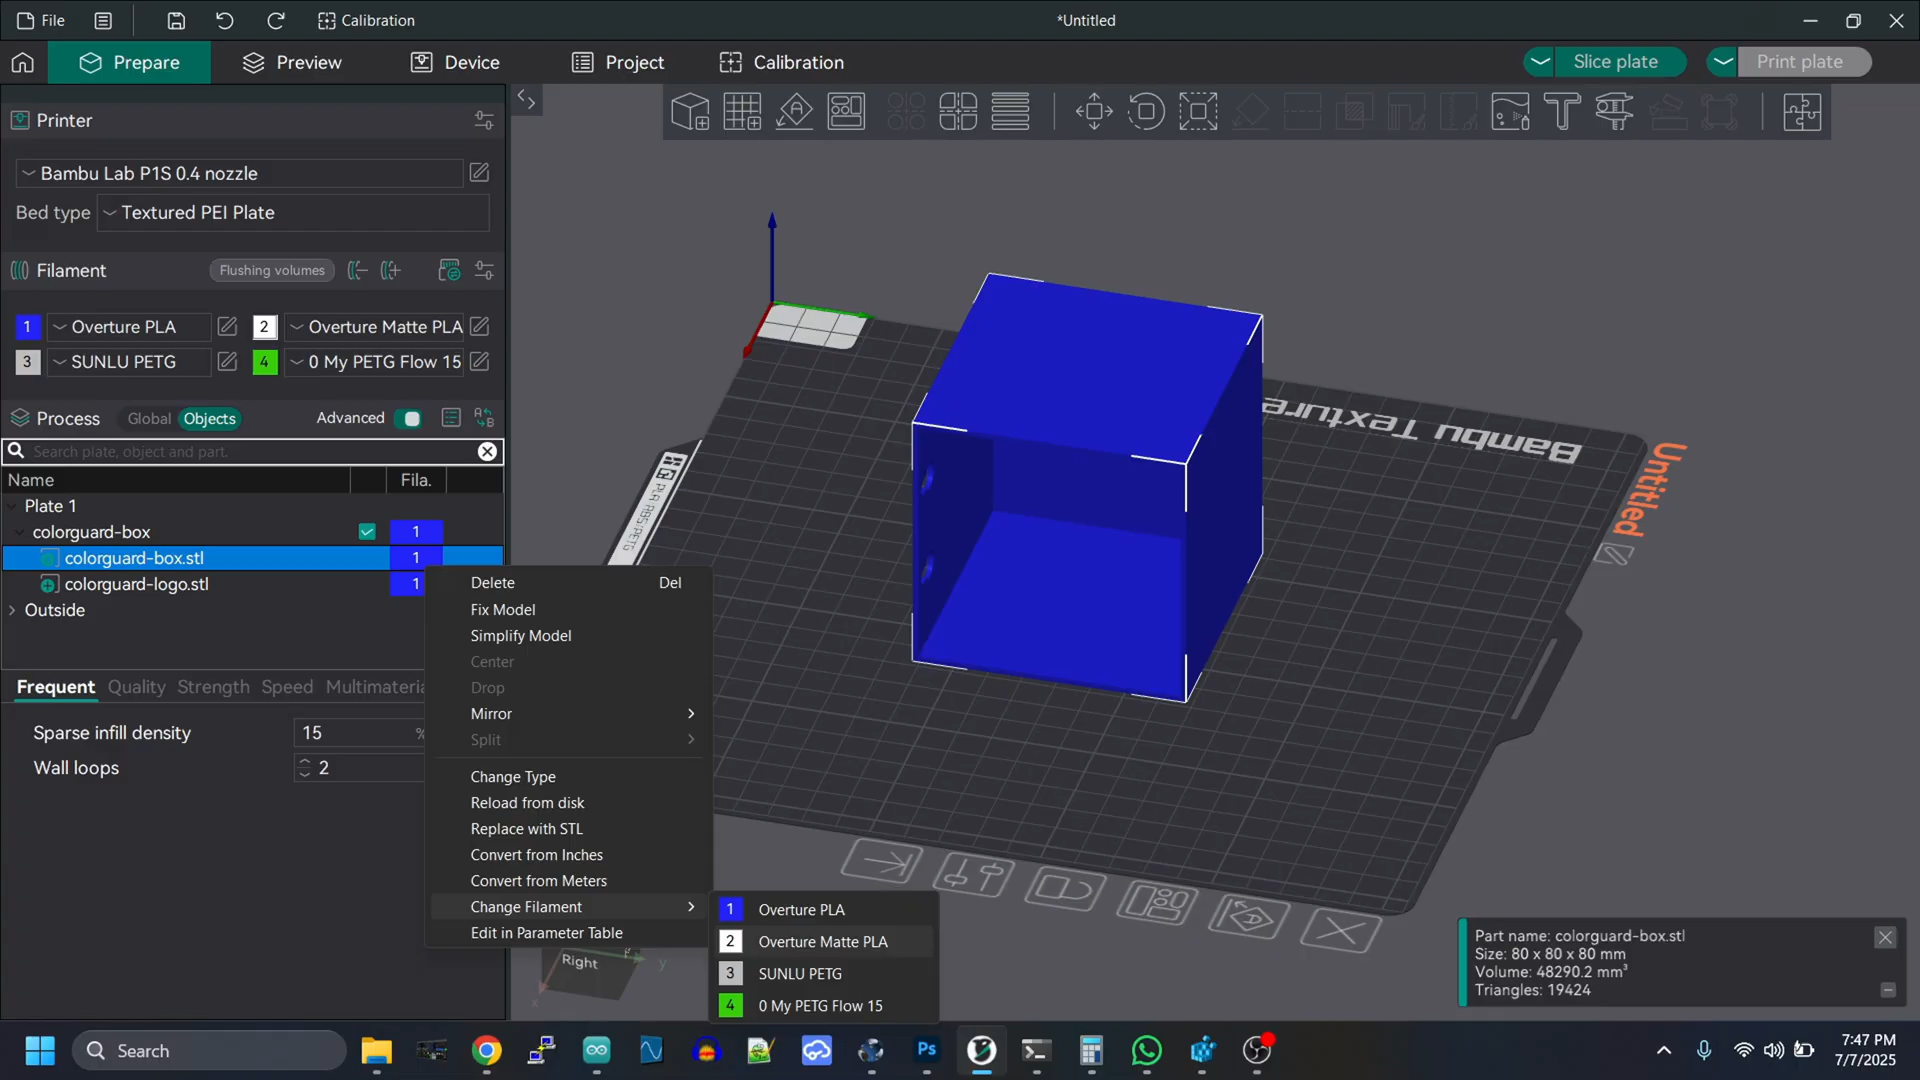 File
Calibration
*Untitled
Prepare
Preview
Device
Project
Calibration
Slice plate
Print plate
Printer
Bambu Lab P1S 0.4 nozzle
Bed type
Textured PEI Plate
Filament
Flushing volumes
1
Overture PLA
2
Overture Matte PLA
3
SUNLU PETG
4
0 My PETG Flow 15
Process
Global
Objects
Advanced
Search plate, object and part.
Name
Fila.
Plate 1
colorguard-box
1
colorguard-box.stl
1
colorguard-logo.stl
1
Outside
Frequent
Quality
Strength
Speed
Multimateria
Sparse infill density
15
%
Wall loops
2
Delete
Del
Fix Model
Simplify Model
Center
Drop
Mirror
Split
Change Type
Reload from disk
Replace with STL
Convert from Inches
Convert from Meters
Change Filament
Edit in Parameter Table
1
Overture PLA
2
Overture Matte PLA
3
SUNLU PETG
4
0 My PETG Flow 15
Right
y
x
Bambu Texture
Untitled
PLA/ABS/PETG
Part name: colorguard-box.stl
Size: 80 x 80 x 80 mm
Volume: 48290.2 mm³
Triangles: 19424
Search
Ps
7:47 PM
7/7/2025